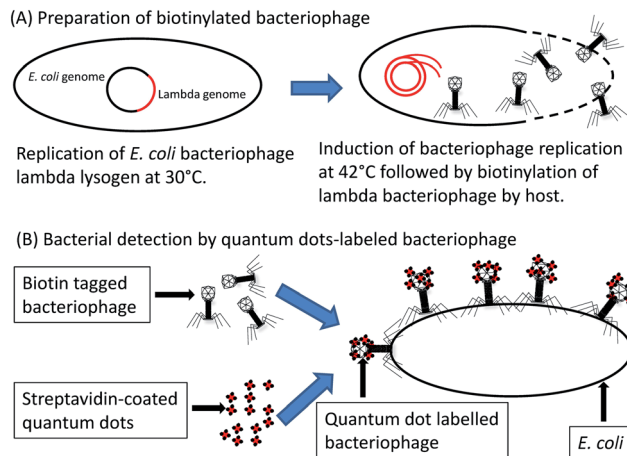 (A) Preparation of biotinylated bacteriophage
E. coli genome
Lambda genome
Replication of E. coli bacteriophage
lambda lysogen at 30°C.
Induction of bacteriophage replication
at 42°C followed by biotinylation of
lambda bacteriophage by host.
(B) Bacterial detection by quantum dots-labeled bacteriophage
Biotin tagged
bacteriophage
Streptavidin-coated
quantum dots
Quantum dot labelled
bacteriophage
E. coli